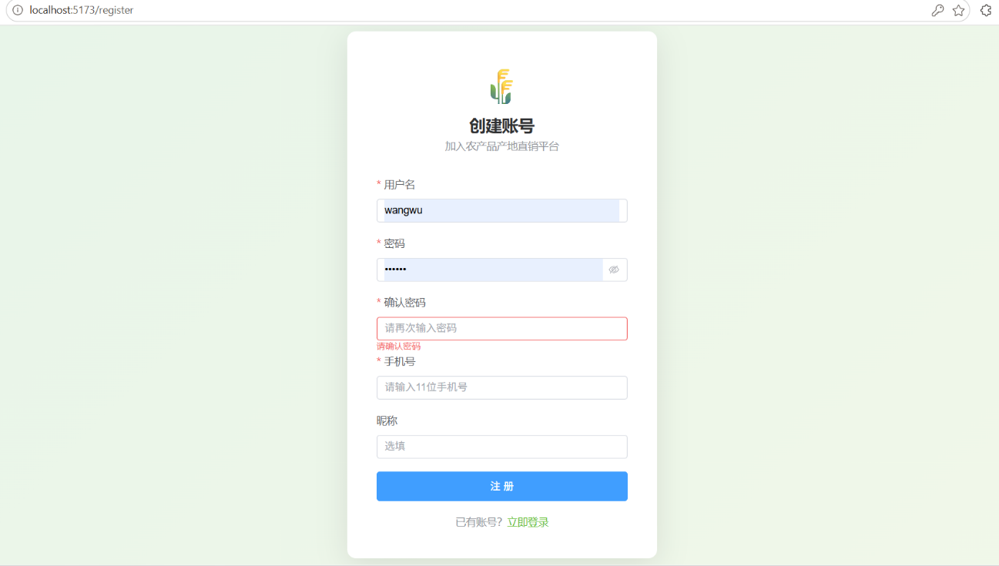 localhost:5173/register
创建账号
加入农产品产地直销平台
* 用户名
wangwu
* 密码
••••••
* 确认密码
请再次输入密码
请确认密码
* 手机号
请输入11位手机号
昵称
选填
注 册
已有账号? 立即登录